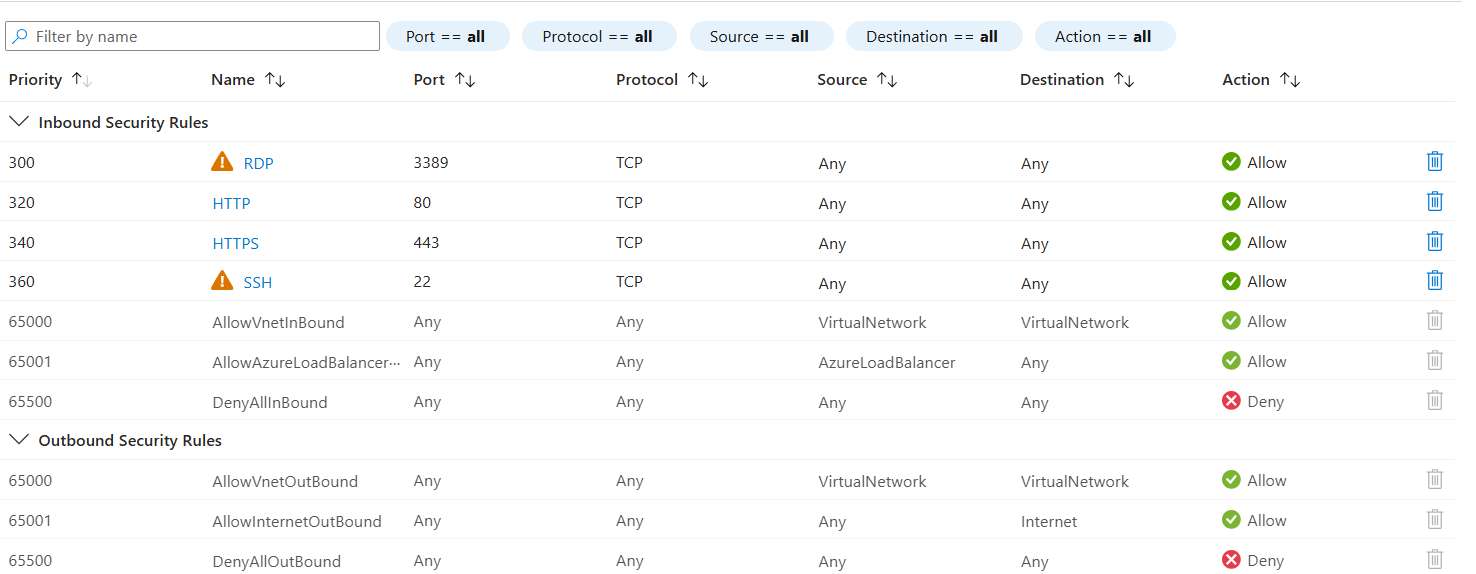 Filter by name Port == all Protocol == all Source == all Destination == all Action == all
Priority ↑↓ Name ↑↓ Port ↑↓ Protocol ↑↓ Source ↑↓ Destination ↑↓ Action ↑↓
Inbound Security Rules
300 RDP 3389 TCP Any Any Allow
320 HTTP 80 TCP Any Any Allow
340 HTTPS 443 TCP Any Any Allow
360 SSH 22 TCP Any Any Allow
65000 AllowVnetInBound Any Any VirtualNetwork VirtualNetwork Allow
65001 AllowAzureLoadBalancer... Any Any AzureLoadBalancer Any Allow
65500 DenyAllInBound Any Any Any Any Deny
Outbound Security Rules
65000 AllowVnetOutBound Any Any VirtualNetwork VirtualNetwork Allow
65001 AllowInternetOutBound Any Any Any Internet Allow
65500 DenyAllOutBound Any Any Any Any Deny